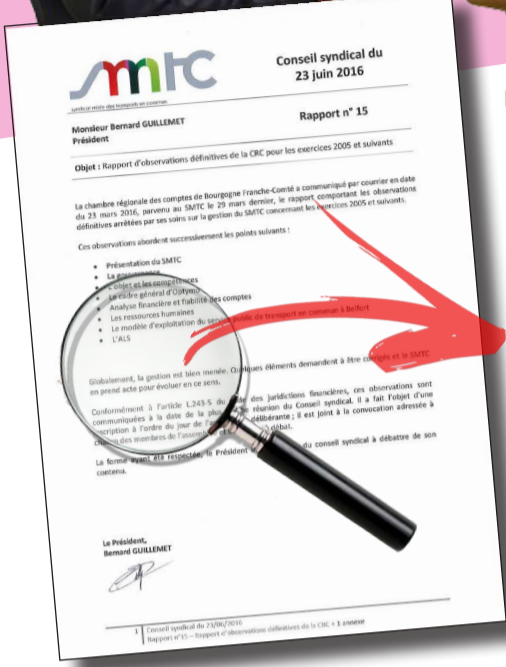 smtc
syndicat mixte des transports en commun
Conseil syndical du
23 juin 2016
Monsieur Bernard GUILLEMET
Président
Rapport n° 15
Objet : Rapport d'observations définitives de la CRC pour les exercices 2005 et suivants
La chambre régionale des comptes de Bourgogne Franche-Comté a communiqué par courrier en date
du 23 mars 2016, parvenu au SMTC le 29 mars dernier, le rapport comportant les observations
définitives arrêtées par ses soins sur la gestion du SMTC concernant les exercices 2005 et suivants.
Ces observations abordent successivement les points suivants :
• Présentation du SMTC
• La gouvernance
• L'objet et les compétences
• Le cadre général d'Optymo
• Analyse financière et fiabilité des comptes
• Les ressources humaines
• Le modèle d'exploitation du service public de transport en commun à Belfort
• L'ALS
Globalement, la gestion est bien menée. Quelques éléments demandent à être corrigés et le SMTC
en prend acte pour évoluer en ce sens.
Conformément à l'article L.243-5 du des juridictions financières, ces observations sont
communiquées à la date de la plus réunion du Conseil syndical. Il a fait l'objet d'une
inscription à l'ordre du jour de l' délibérante ; il est joint à la convocation adressée à
des membres de l' débat.
La forme ayant été respectée, le Président du conseil syndical à débattre de son
contenu.
Le Président,
Bernard GUILLEMET
1 Conseil syndical du 23/06/2016
Rapport n°15 – Rapport d'observations définitives de la CRC + 1 annexe